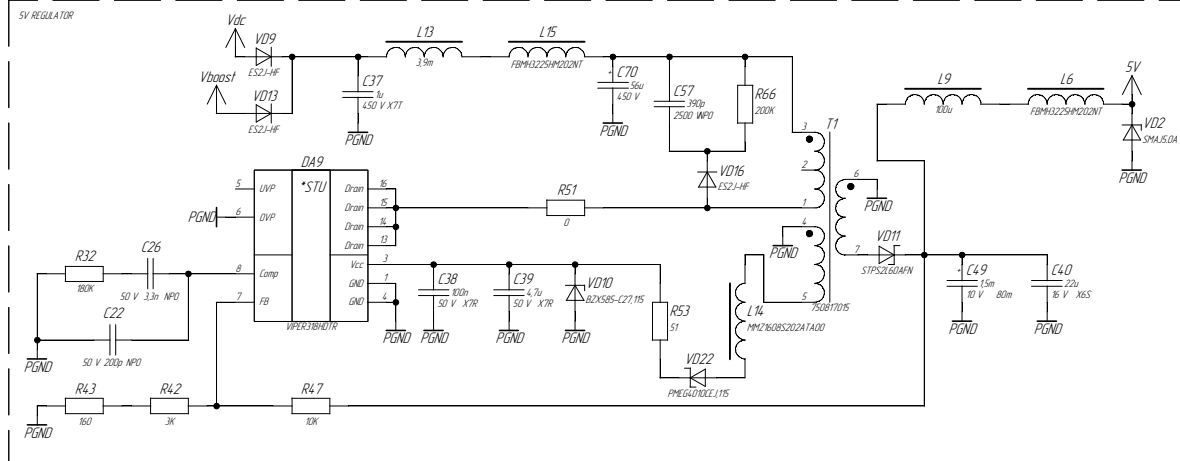 5V REGULATOR
Vdc
VD9
ES2J-HF
Vboost
VD13
ES2J-HF
C37
1u
450 V X7T
PGND
L13
3,9m
L15
FBMH3225HM202NT
+ C70
56u
450 V
PGND
C57
390p
2500 VNPO
R66
200K
VD16
ES2J-HF
T1
3
2
1
4
5
6
7
750817015
PGND
PGND
L9
100u
L6
FBMH3225HM202NT
5V
VD2
SMAJ5.0A
PGND
DA9
*STU
5 UVP
PGND 6 OVP
8 Comp
7 FB
Drain 16
Drain 15
Drain 14
Drain 13
Vcc 3
GND 1
GND 4
VIPER318HDTR
PGND
R51
0
R32
180K
C26
50 V 3,3n NPO
C22
50 V 200p NPO
PGND
C38
100n
50 V X7R
PGND
C39
4,7u
50 V X7R
PGND
VD10
BZX585-C27,115
PGND
R53
51
L14
MMZ1608S202ATA00
VD22
PMEG4010CEJ,115
VD11
STPS2L60AFN
+ C49
1,5m
10 V 80m
PGND
C40
22u
16 V X6S
PGND
R43
160
R42
3K
R47
10K
PGND